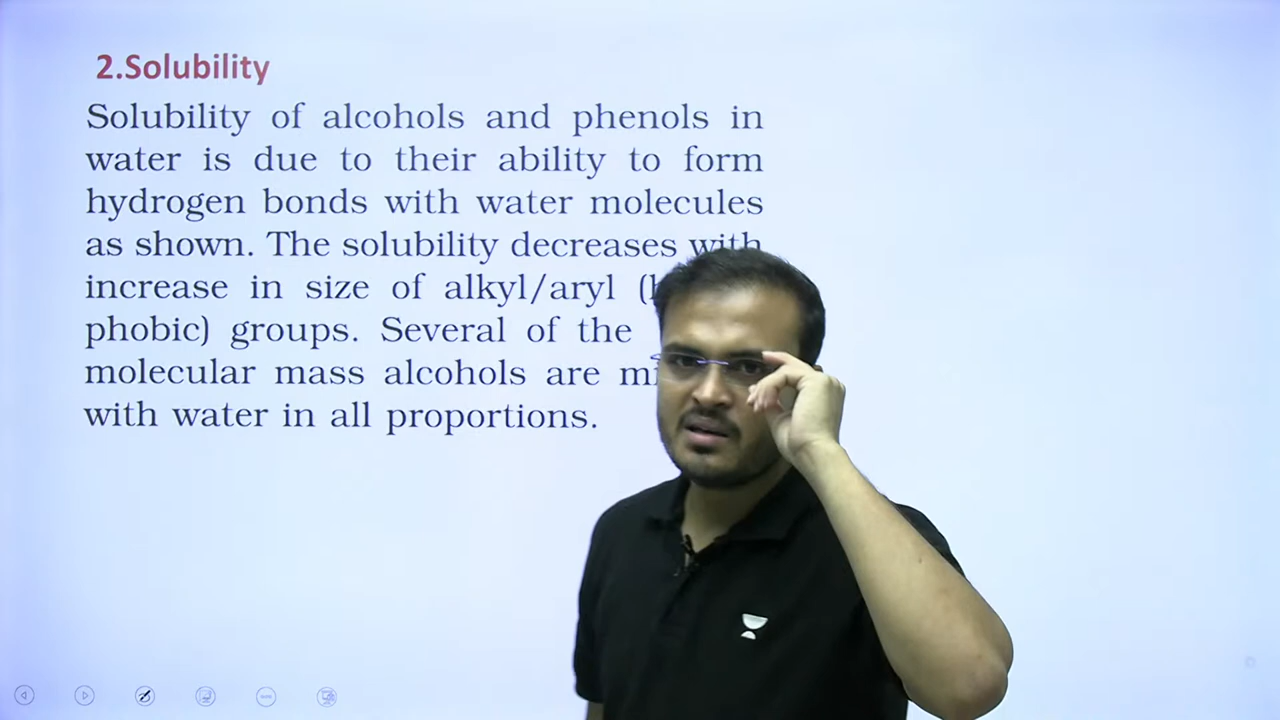 2.Solubility
Solubility of alcohols and phenols in
water is due to their ability to form
hydrogen bonds with water molecules
as shown. The solubility decreases with
increase in size of alkyl/aryl (
phobic) groups. Several of the
molecular mass alcohols are
with water in all proportions.